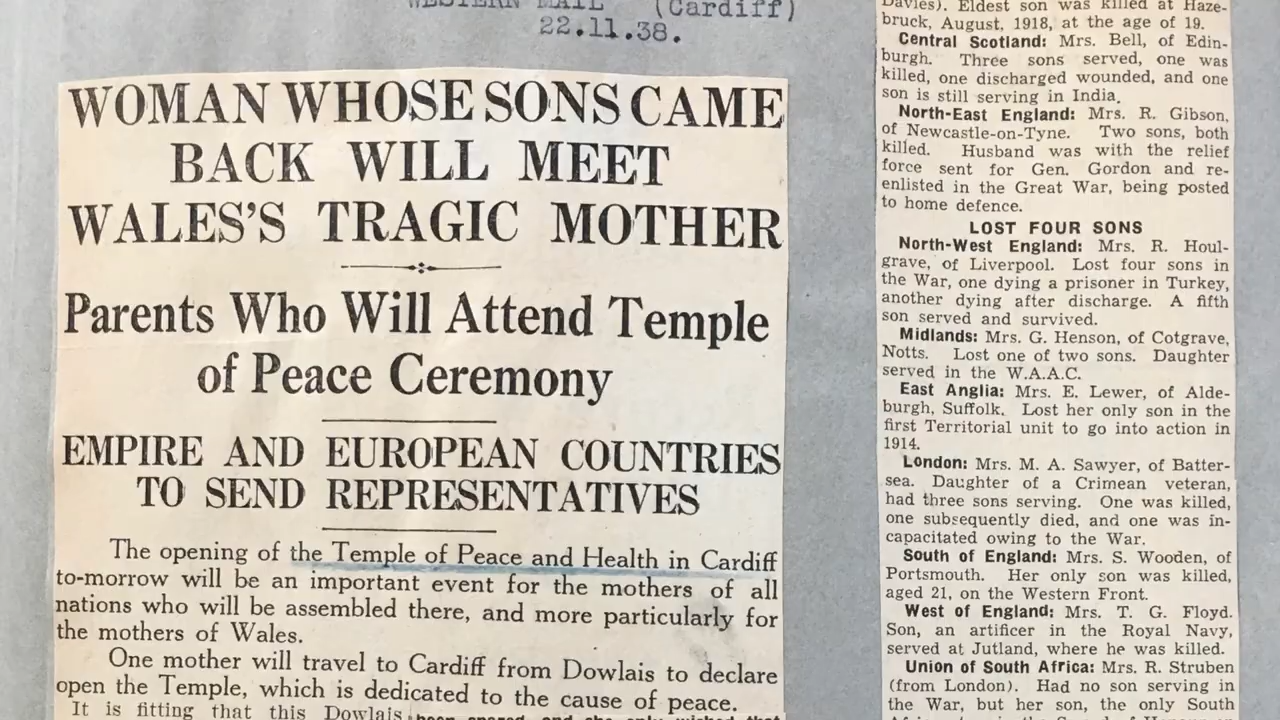 WESTERN MAIL (Cardiff)
22.11.38.
WOMAN WHOSE SONS CAME
BACK WILL MEET
WALES'S TRAGIC MOTHER
Parents Who Will Attend Temple
of Peace Ceremony
EMPIRE AND EUROPEAN COUNTRIES
TO SEND REPRESENTATIVES
The opening of the Temple of Peace and Health in Cardiff
to-morrow will be an important event for the mothers of all
nations who will be assembled there, and more particularly for
the mothers of Wales.
One mother will travel to Cardiff from Dowlais to declare
open the Temple, which is dedicated to the cause of peace.
It is fitting that this Dowlais
Davies). Eldest son was killed at Haze-
bruck, August, 1918, at the age of 19.
Central Scotland: Mrs. Bell, of Edin-
burgh. Three sons served, one was
killed, one discharged wounded, and one
son is still serving in India.
North-East England: Mrs. R. Gibson,
of Newcastle-on-Tyne. Two sons, both
killed. Husband was with the relief
force sent for Gen. Gordon and re-
enlisted in the Great War, being posted
to home defence.
LOST FOUR SONS
North-West England: Mrs. R. Houl-
grave, of Liverpool. Lost four sons in
the War, one dying a prisoner in Turkey,
another dying after discharge. A fifth
son served and survived.
Midlands: Mrs. G. Henson, of Cotgrave,
Notts. Lost one of two sons. Daughter
served in the W.A.A.C.
East Anglia: Mrs. E. Lewer, of Alde-
burgh, Suffolk. Lost her only son in the
first Territorial unit to go into action in
1914.
London: Mrs. M. A. Sawyer, of Batter-
sea. Daughter of a Crimean veteran,
had three sons serving. One was killed,
one subsequently died, and one was in-
capacitated owing to the War.
South of England: Mrs. S. Wooden, of
Portsmouth. Her only son was killed,
aged 21, on the Western Front.
West of England: Mrs. T. G. Floyd.
Son, an artificer in the Royal Navy,
served at Jutland, where he was killed.
Union of South Africa: Mrs. R. Struben
(from London). Had no son serving in
the War, but her son, the only South